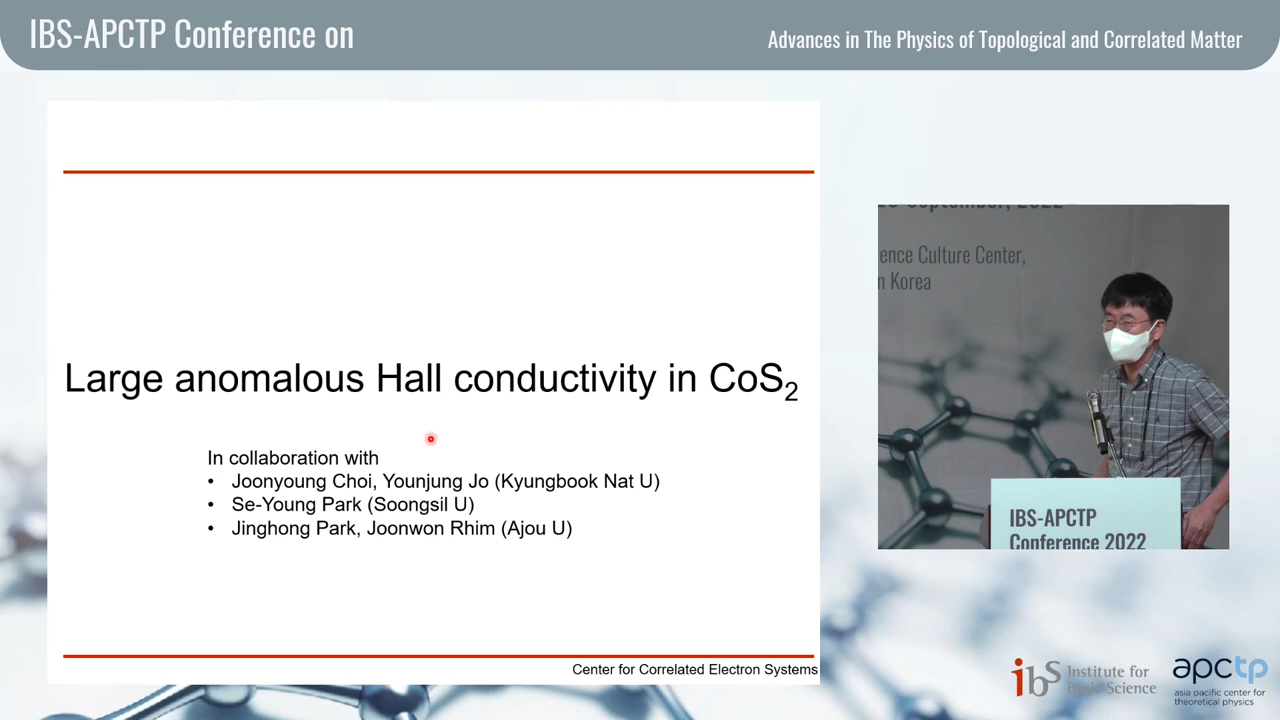 IBS-APCTP Conference on
Advances in The Physics of Topological and Correlated Matter
Large anomalous Hall conductivity in CoS2
In collaboration with
• Joonyoung Choi, Younjung Jo (Kyungbook Nat U)
• Se-Young Park (Soongsil U)
• Jinghong Park, Joonwon Rhim (Ajou U)
Center for Correlated Electron Systems
2022
ence Culture Center,
n Korea
IBS-APCTP
Conference 2022
ibs Institute for
Basic Science
apctp
asia pacific center for
theoretical physics